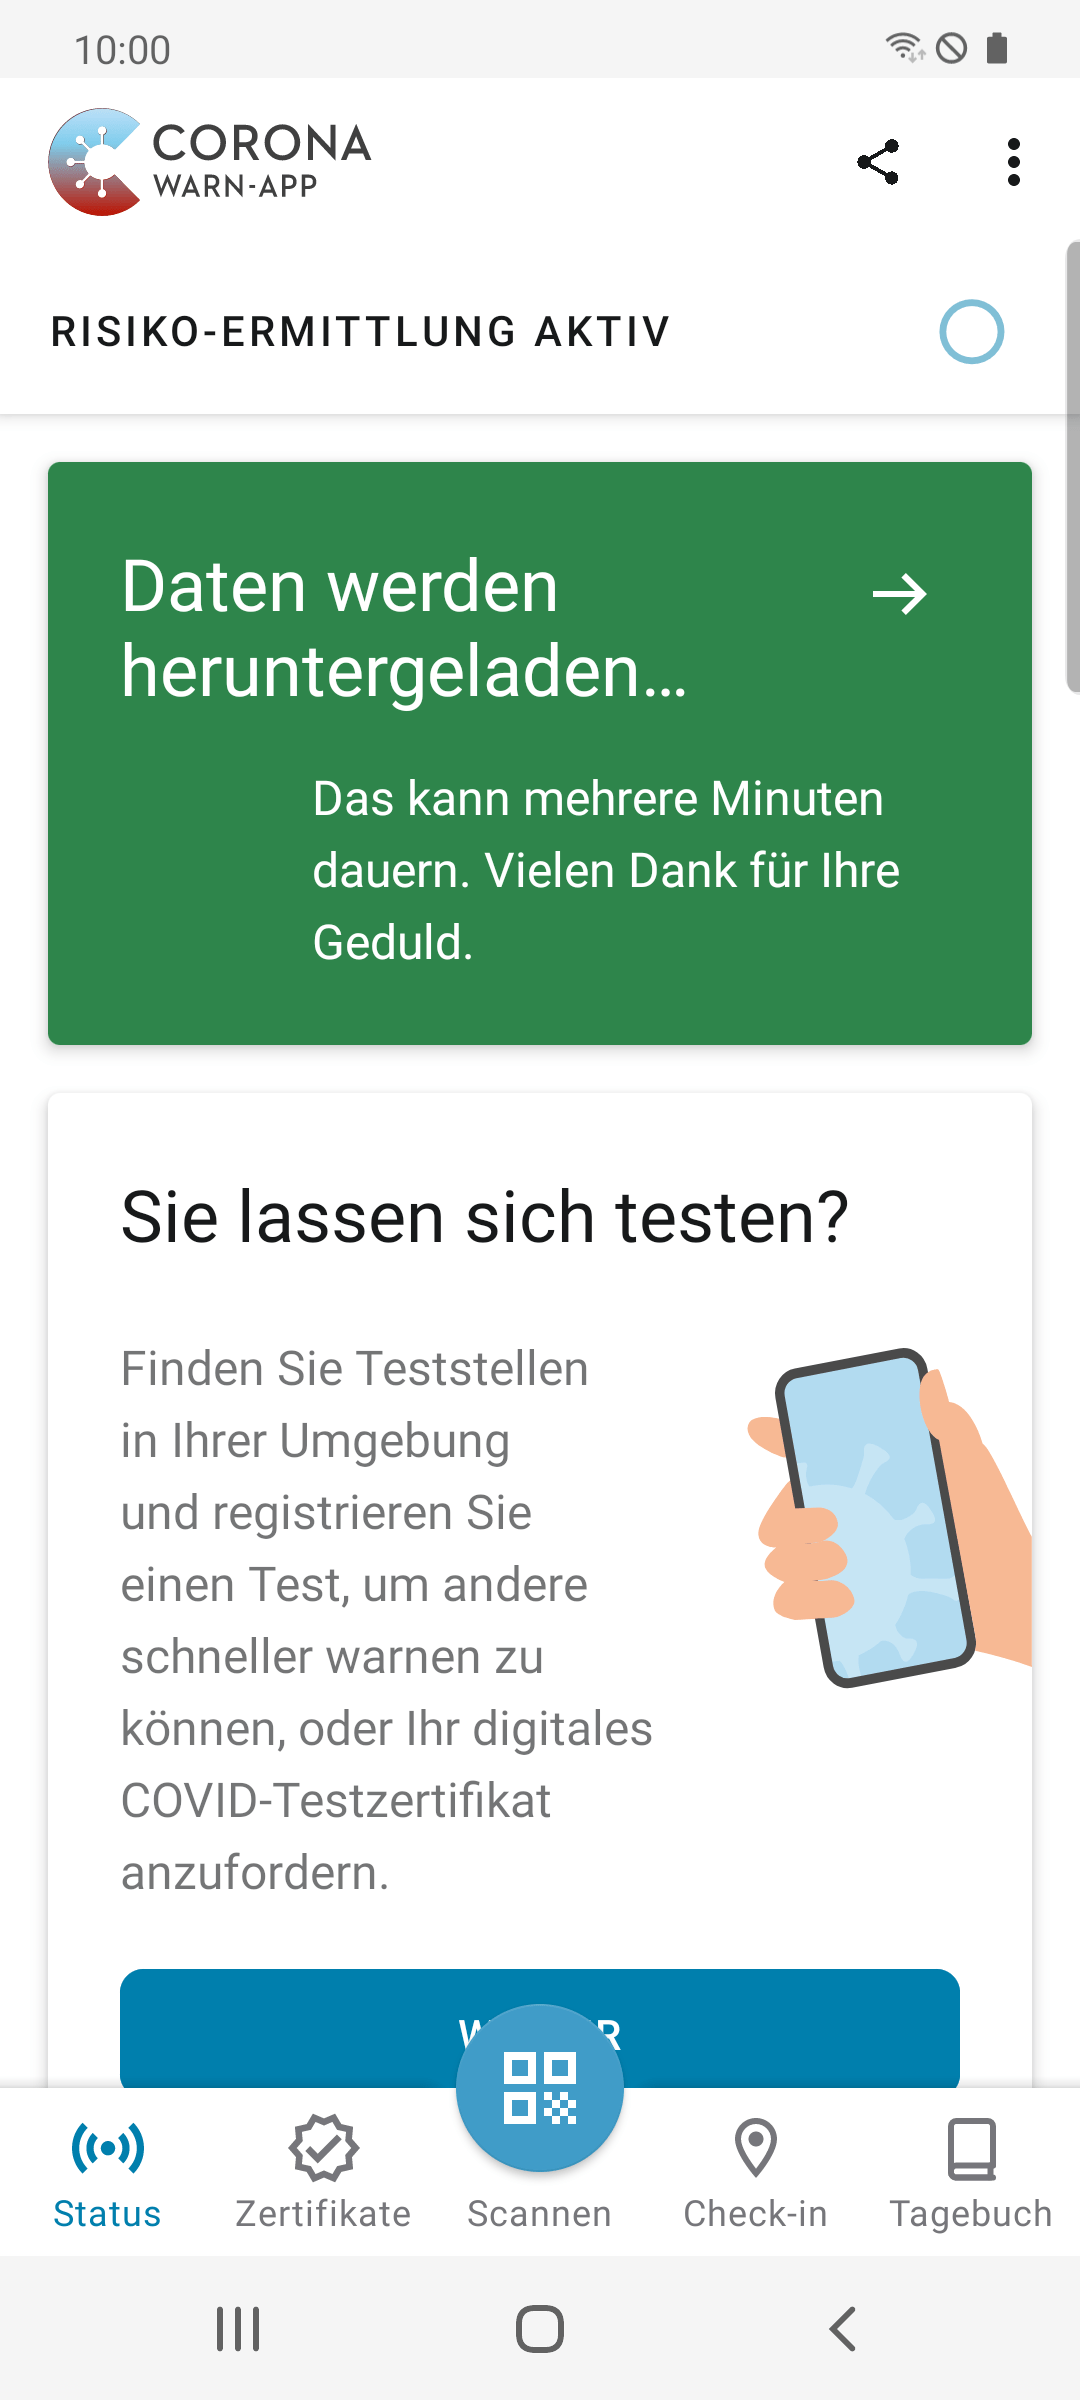 10:00
CORONA
WARN-APP
RISIKO-ERMITTLUNG AKTIV
Daten werden
heruntergeladen...
Das kann mehrere Minuten
dauern. Vielen Dank für Ihre
Geduld.
Sie lassen sich testen?
Finden Sie Teststellen
in Ihrer Umgebung
und registrieren Sie
einen Test, um andere
schneller warnen zu
können, oder Ihr digitales
COVID-Testzertifikat
anzufordern.
Status
Zertifikate
Scannen
Check-in
Tagebuch